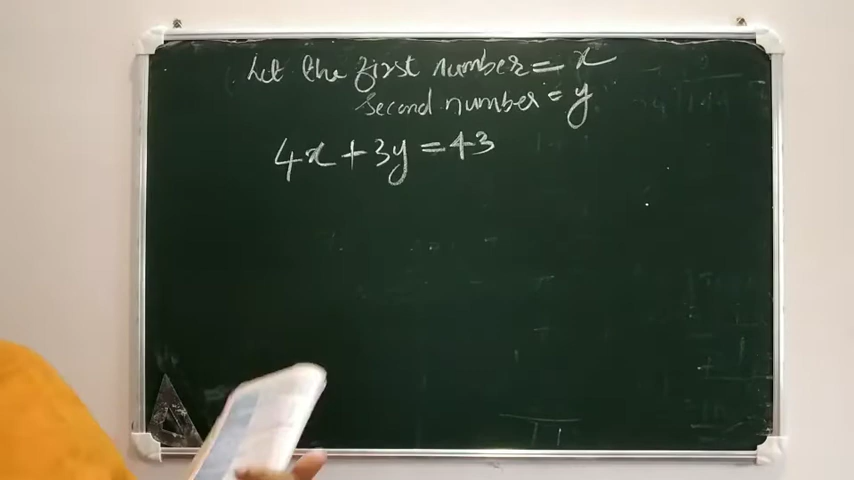 Let the first number = x
second number = y
4x + 3y = 43